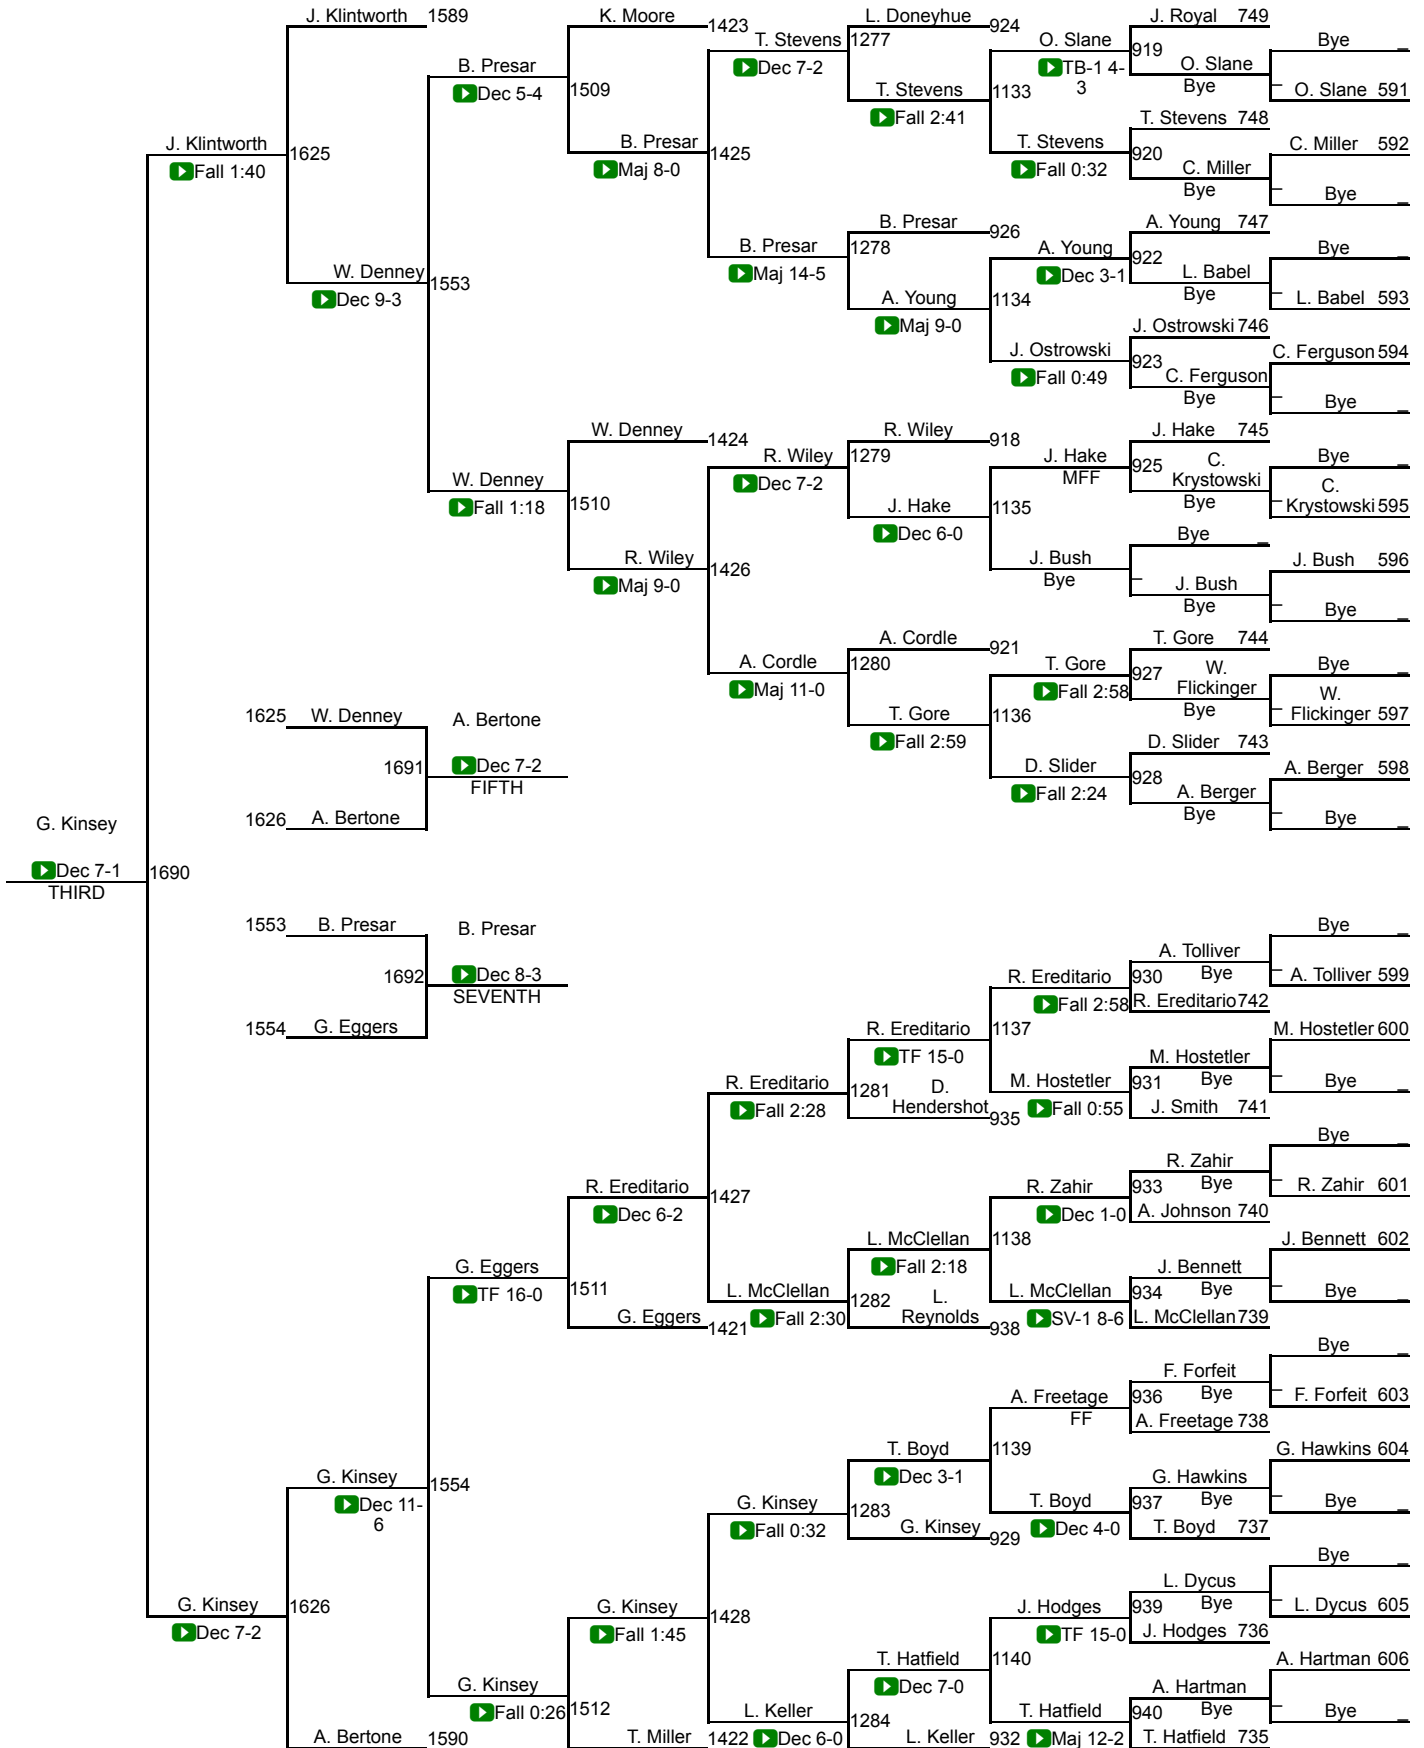 J. Klintworth 1589
K. Moore 1423
L. Doneyhue 924
J. Royal 749
Bye _
T. Stevens 1277
O. Slane 919
Dec 7-2
TB-1 4-
3
O. Slane
Bye
O. Slane 591
B. Presar
Dec 5-4
1509
T. Stevens 1133
Fall 2:41
T. Stevens 748
C. Miller 592
J. Klintworth 1625
Fall 1:40
B. Presar 1425
Maj 8-0
T. Stevens 920
Fall 0:32
C. Miller
Bye
_ Bye _
B. Presar 926
A. Young 747
Bye _
B. Presar 1278
Maj 14-5
A. Young 922
Dec 3-1
L. Babel
Bye
_ L. Babel 593
W. Denney 1553
Dec 9-3
A. Young 1134
Maj 9-0
J. Ostrowski 746
C. Ferguson 594
J. Ostrowski 923
Fall 0:49
C. Ferguson
Bye
_ Bye _
W. Denney 1424
R. Wiley 918
J. Hake 745
Bye _
R. Wiley 1279
Dec 7-2
J. Hake 925
MFF
C.
Krystowski
Bye
C.
_ Krystowski 595
W. Denney 1510
Fall 1:18
J. Hake 1135
Dec 6-0
Bye _
J. Bush 596
R. Wiley 1426
Maj 9-0
J. Bush
Bye
_ J. Bush
Bye
_ Bye _
A. Cordle 921
T. Gore 744
Bye _
A. Cordle 1280
Maj 11-0
T. Gore 927
Fall 2:58
W.
Flickinger
Bye
W.
_ Flickinger 597
1625 W. Denney
A. Bertone
T. Gore 1136
Fall 2:59
D. Slider 743
A. Berger 598
1691
Dec 7-2
FIFTH
D. Slider 928
Fall 2:24
A. Berger
Bye
_ Bye _
1626 A. Bertone
G. Kinsey
Dec 7-1 1690
THIRD
1553 B. Presar
B. Presar
Bye _
1692
Dec 8-3
SEVENTH
A. Tolliver
R. Ereditario 930 Bye
_ A. Tolliver 599
Fall 2:58
R. Ereditario 742
1554 G. Eggers
R. Ereditario 1137
TF 15-0
M. Hostetler 600
M. Hostetler
R. Ereditario 1281
Fall 2:28
D.
Hendershot 935
M. Hostetler 931 Bye
Fall 0:55
J. Smith 741
_ Bye _
Bye _
R. Zahir
R. Ereditario 1427
Dec 6-2
R. Zahir 933 Bye
Dec 1-0
A. Johnson 740
_ R. Zahir 601
L. McClellan 1138
Fall 2:18
J. Bennett 602
G. Eggers 1511
TF 16-0
J. Bennett
L. McClellan 1282
Fall 2:30
L.
Reynolds 938
L. McClellan 934 Bye
SV-1 8-6
L. McClellan 739
_ Bye _
G. Eggers 1421
Bye _
F. Forfeit
A. Freetage 936 Bye
FF
A. Freetage 738
_ F. Forfeit 603
T. Boyd 1139
Dec 3-1
G. Hawkins 604
G. Kinsey 1554
Dec 11-
6
G. Hawkins
G. Kinsey 1283
Fall 0:32
G. Kinsey 929
T. Boyd 937 Bye
Dec 4-0
T. Boyd 737
_ Bye _
Bye _
L. Dycus
G. Kinsey 1626
Dec 7-2
G. Kinsey 1428
Fall 1:45
J. Hodges 939 Bye
TF 15-0
J. Hodges 736
_ L. Dycus 605
T. Hatfield 1140
Dec 7-0
A. Hartman 606
G. Kinsey 1512
Fall 0:26
A. Hartman
L. Keller 1284
Dec 6-0
T. Hatfield 940 Bye
Maj 12-2
_ Bye _
A. Bertone 1590
T. Miller 1422
L. Keller 932
T. Hatfield 735